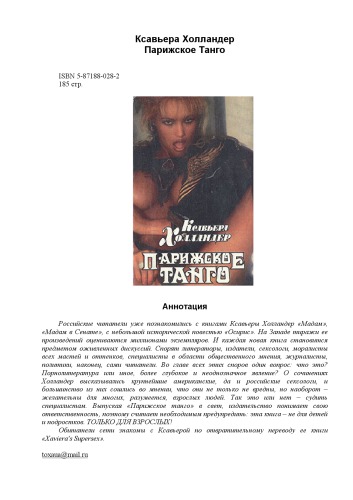 Ксавьера Холландер
Парижское Танго
ISBN 5-87188-028-2
185 стр.
Ксавьера
Холландер
ПАРИЖСКОЕ
ТАНГО
Аннотация
Российские читатели уже познакомились с книгами Ксавьеры Холландер «Мадам»,
«Мадам в Сенате», с небольшой исторической повестью «Осирис». На Западе тиражи ее
произведений оцениваются миллионами экземпляров. И каждая новая книга становится
предметом оживленных дискуссий. Спорят литераторы, издатели, сексологи, моралисты
всех мастей и оттенков, специалисты в области общественного мнения, журналисты,
политики, наконец, сами читатели. Во главе всех этих споров один вопрос: что это?
Порнолитература или иное, более глубокое и неоднозначное явление? О сочинениях
Холландер высказывались крупнейшие американские, да и российские сексологи, и
большинство из них сошлись во мнении, что они не только не вредны, но наоборот –
желательны для многих, разумеется, взрослых людей. Так это или нет – судить
специалистам. Выпуская «Парижское танго» в свет, издательство понимает свою
ответственность, поэтому считает необходимым предупредить: эта книга – не для детей
и подростков. ТОЛЬКО ДЛЯ ВЗРОСЛЫХ!
Обитатели сети знакомы с Ксавьерой по отвратительному переводу ее книги
«Xaviera's Supersex».
toxana@mail.ru